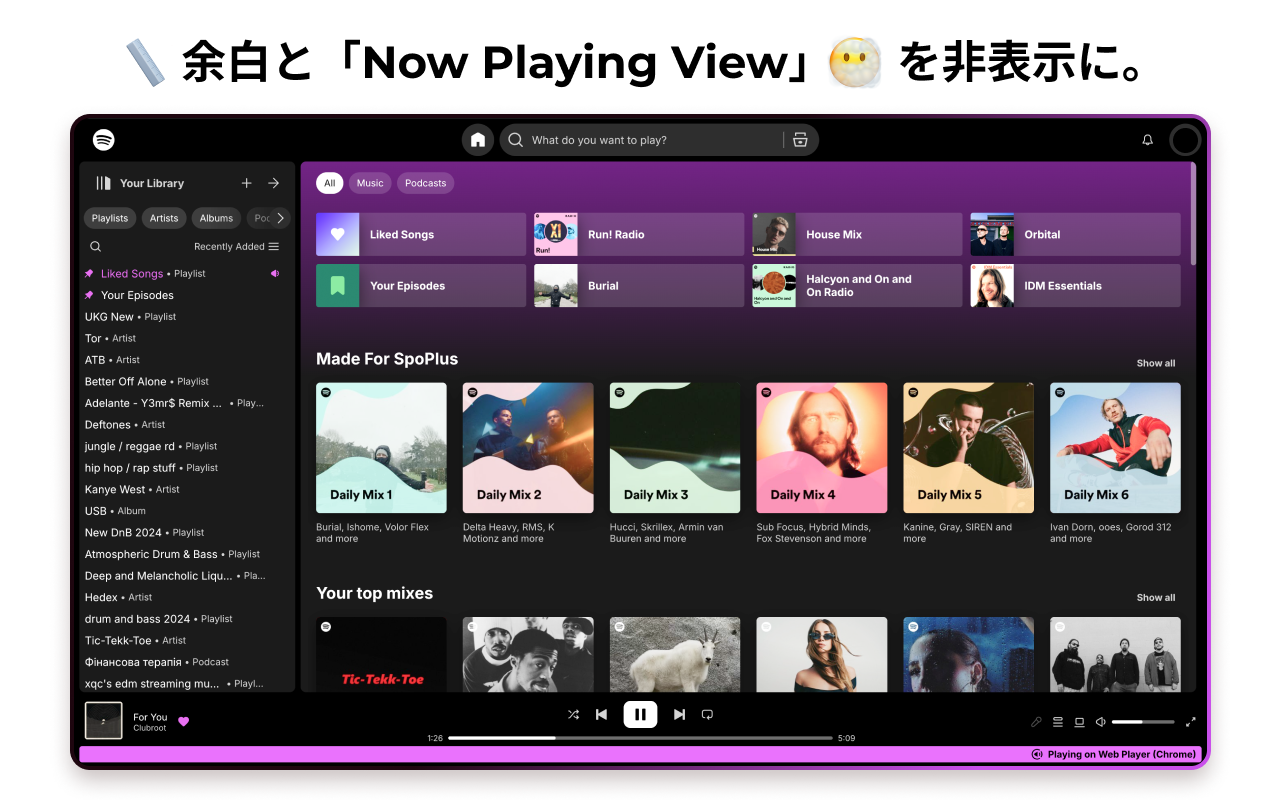 余白と「Now Playing View」😶 を非表示に。
What do you want to play?
Your Library
Playlists
Artists
Albums
Recently Added
Liked Songs • Playlist
Your Episodes
UKG New • Playlist
Tor • Artist
ATB • Artist
Better Off Alone • Playlist
Adelante - Y3mr$ Remix ... • Play...
Deftones • Artist
jungle / reggae rd • Playlist
hip hop / rap stuff • Playlist
Kanye West • Artist
USB • Album
New DnB 2024 • Playlist
Atmospheric Drum & Bass • Playlist
Deep and Melancholic Liqu... • Pla...
Hedex • Artist
drum and bass 2024 • Playlist
Tic-Tekk-Toe • Artist
Фінансова терапія • Podcast
xqc's edm streaming mu... • Playl...
All
Music
Podcasts
Liked Songs
Run!
Run! Radio
House Mix
House Mix
Orbital
Your Episodes
Burial
Halcyon and On and On
Halcyon and On and
On Radio
IDM Essentials
IDM Essentials
Made For SpoPlus
Show all
Daily Mix 1
Daily Mix 2
Daily Mix 3
Daily Mix 4
Daily Mix 5
Daily Mix 6
Burial, Ishome, Volor Flex
and more
Delta Heavy, RMS, K
Motionz and more
Hucci, Skrillex, Armin van
Buuren and more
Sub Focus, Hybrid Minds,
Fox Stevenson and more
Kanine, Gray, SIREN and
more
Ivan Dorn, ooes, Gorod 312
and more
Your top mixes
Show all
Tic-Tekk-Toe
For You
Clubroot
1:26
5:09
Playing on Web Player (Chrome)